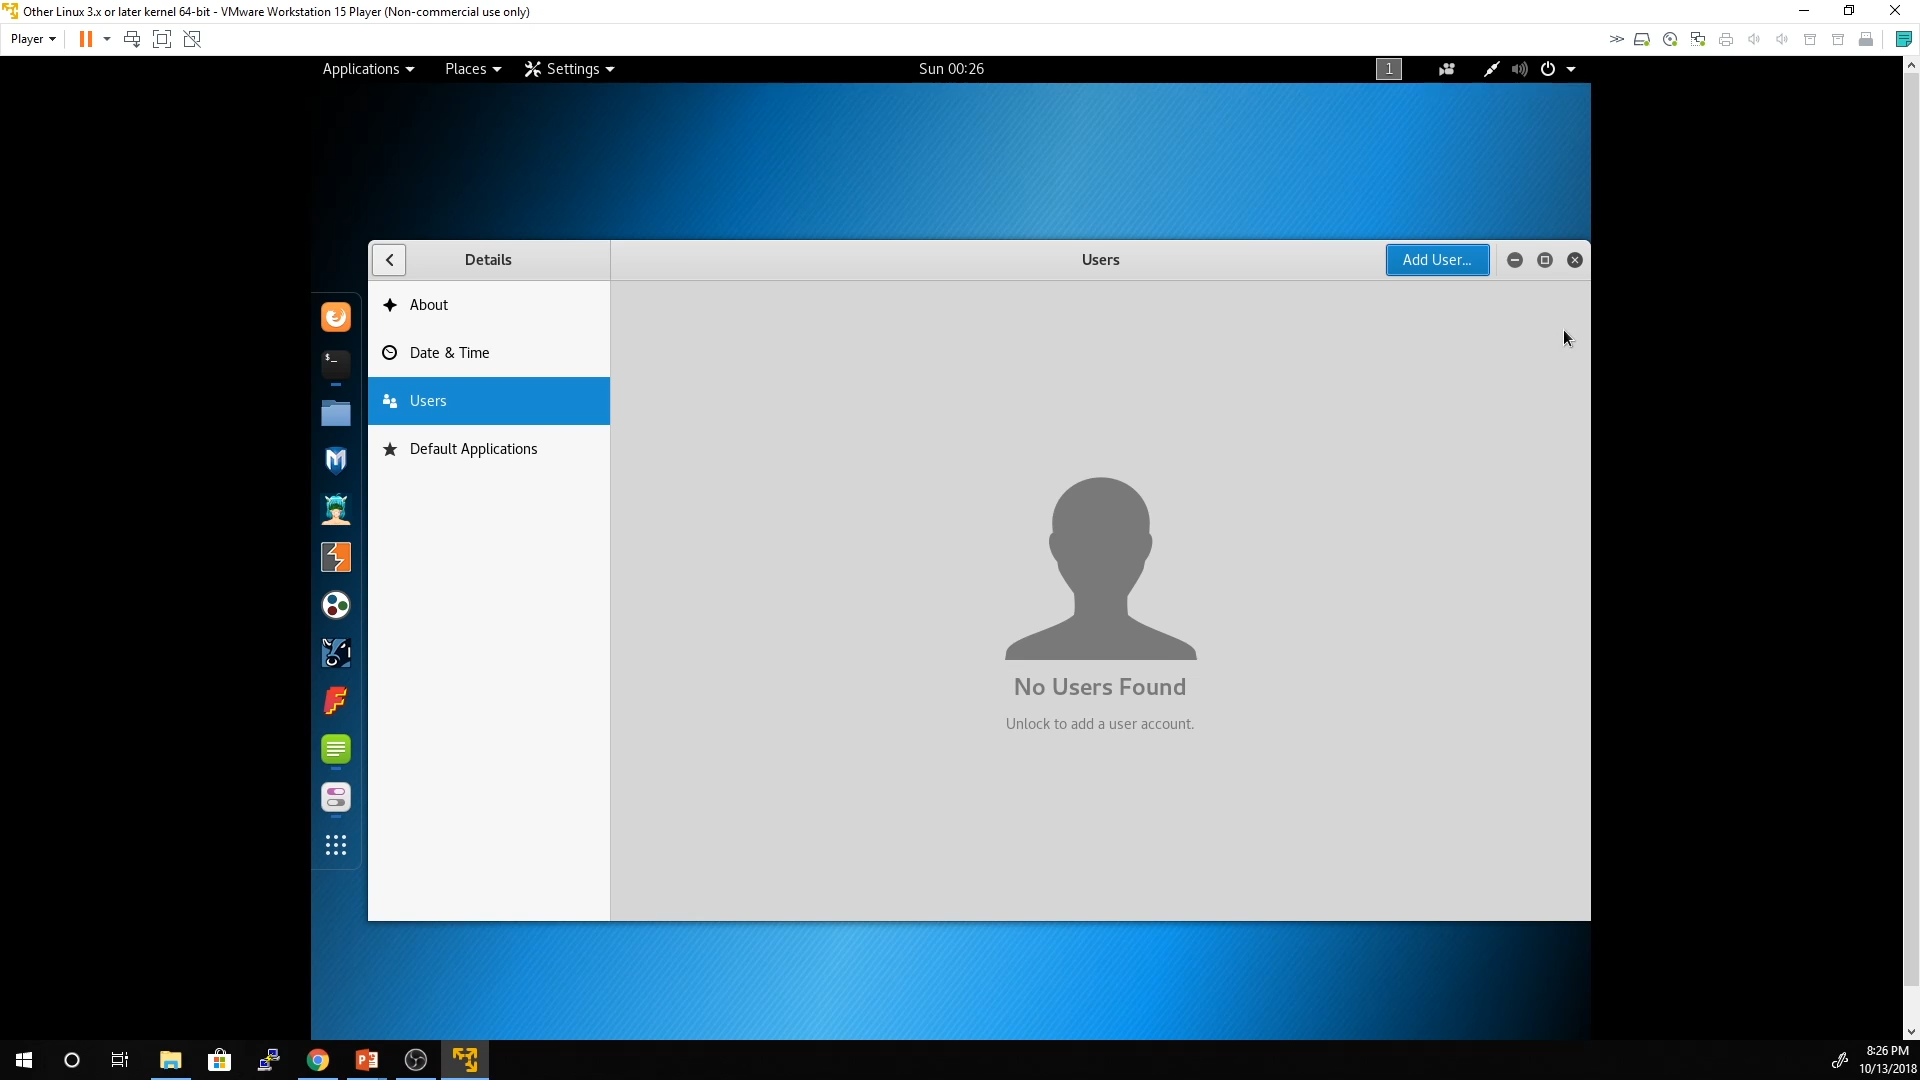 Other Linux 3.x or later kernel 64-bit - VMware Workstation 15 Player (Non-commercial use only)
Player
Applications Places Settings Sun 00:26 1
Details Users Add User...
About
Date & Time
Users
Default Applications
$_
No Users Found
Unlock to add a user account.
8:26 PM
10/13/2018